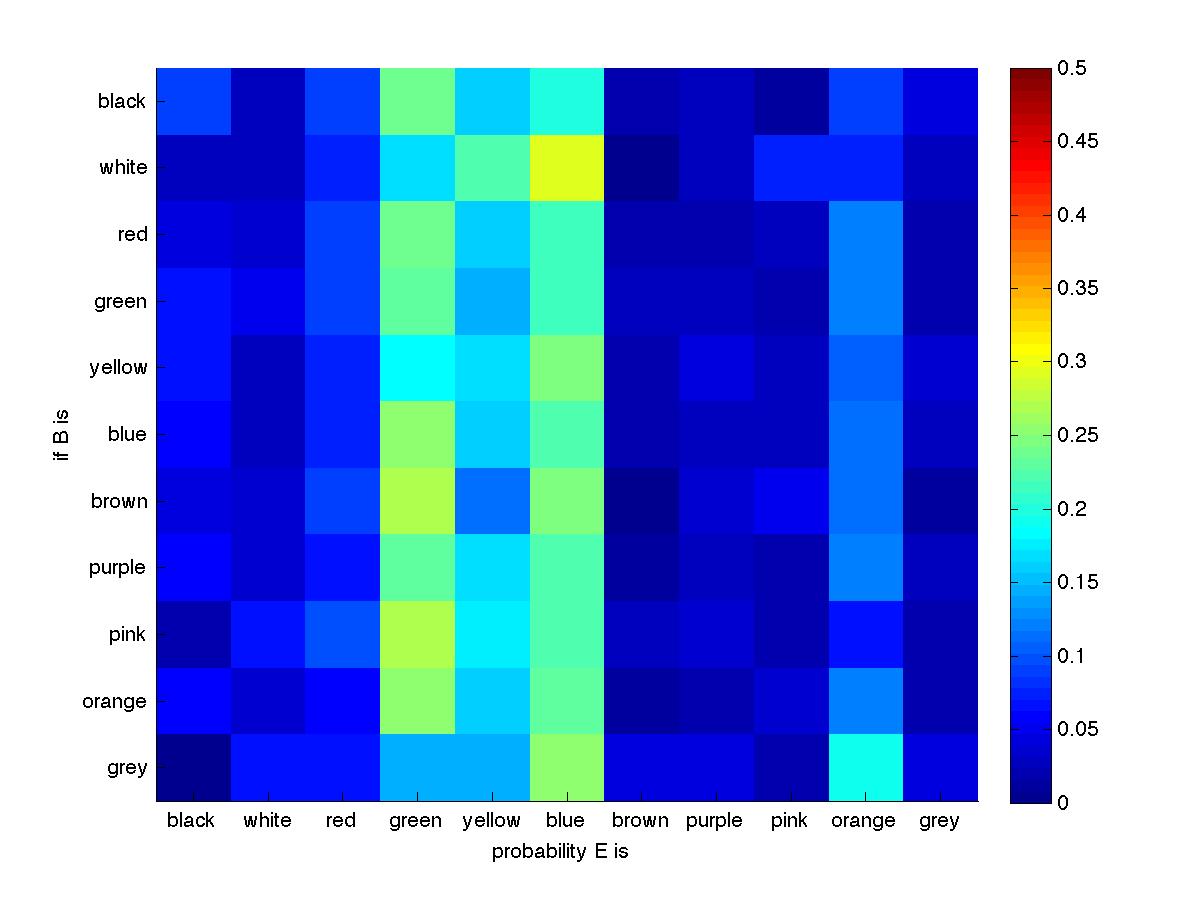 black
white
red
green
yellow
blue
brown
purple
pink
orange
grey
if B is
black white red green yellow blue brown purple pink orange grey
probability E is
0.5
0.45
0.4
0.35
0.3
0.25
0.2
0.15
0.1
0.05
0